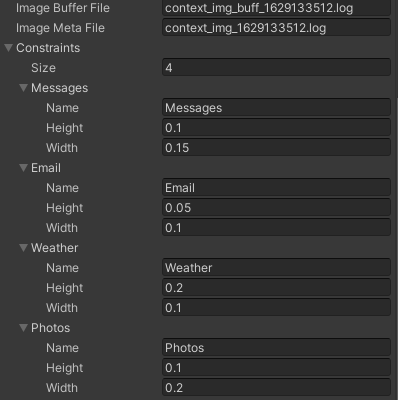 Image Buffer File context_img_buff_1629133512.log
Image Meta File context_img_1629133512.log
Constraints
Size 4
Messages
Name Messages
Height 0.1
Width 0.15
Email
Name Email
Height 0.05
Width 0.1
Weather
Name Weather
Height 0.2
Width 0.1
Photos
Name Photos
Height 0.1
Width 0.2